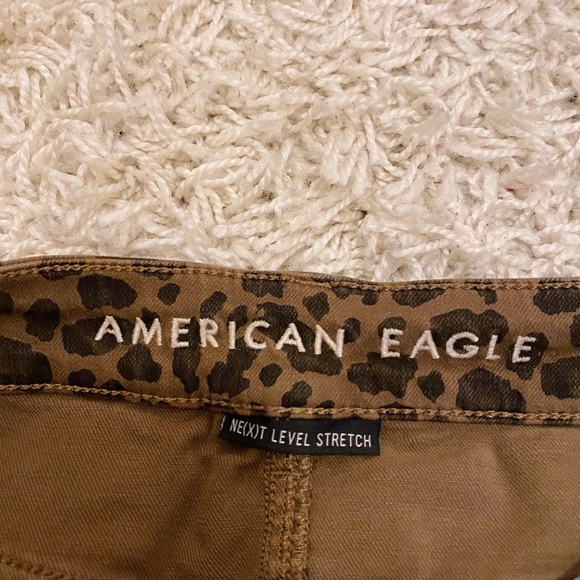 AMERICAN EAGLE
NE(X)T LEVEL STRETCH